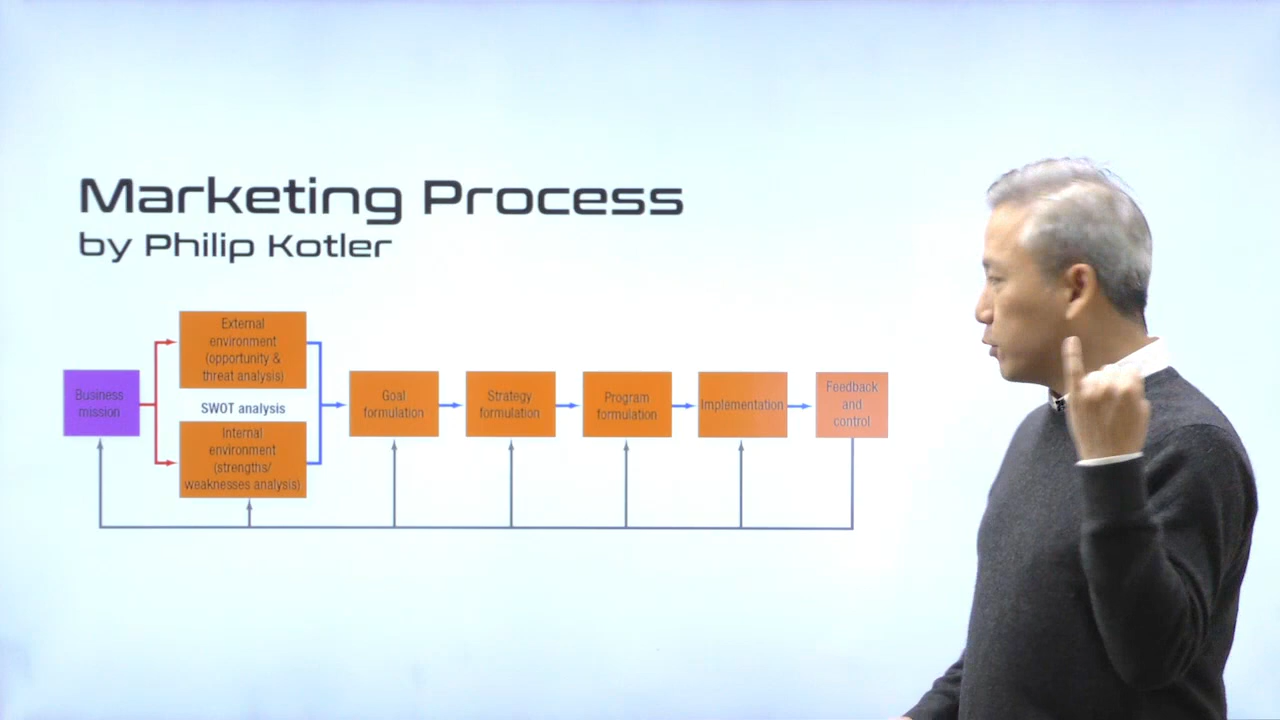 Marketing Process
by Philip Kotler
Business
mission
External
environment
(opportunity &
threat analysis)
SWOT analysis
Internal
environment
(strengths/
weaknesses analysis)
Goal
formulation
Strategy
formulation
Program
formulation
Implementation
Feedback
and
control